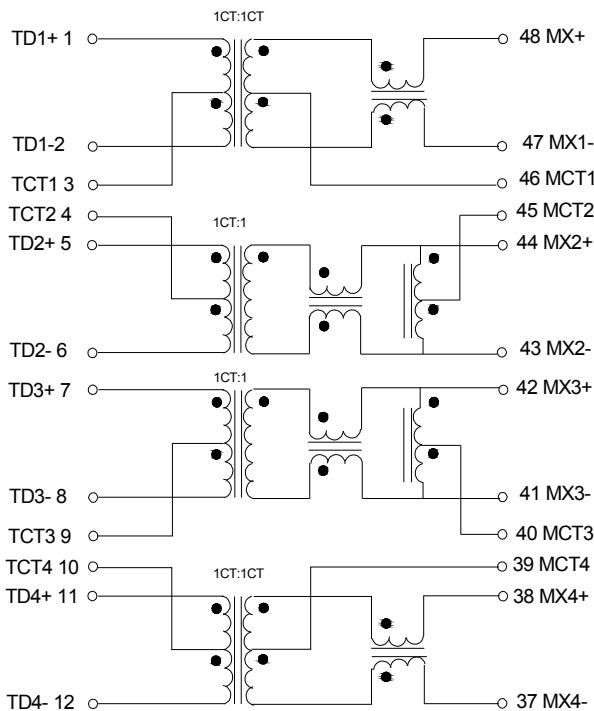 1CT:1CT
TD1+ 1
48 MX+
TD1-2
47 MX1-
TCT1 3
46 MCT1
TCT2 4
45 MCT2
1CT:1
TD2+ 5
44 MX2+
TD2- 6
43 MX2-
1CT:1
TD3+ 7
42 MX3+
TD3- 8
41 MX3-
TCT3 9
40 MCT3
TCT4 10
39 MCT4
1CT:1CT
TD4+ 11
38 MX4+
TD4- 12
37 MX4-